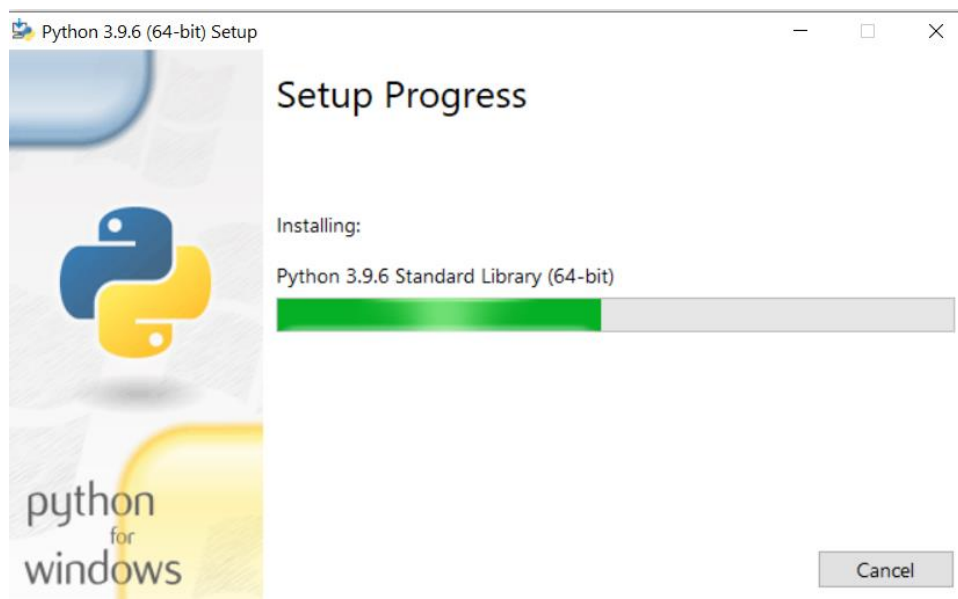 Python 3.9.6 (64-bit) Setup
Setup Progress
Installing:
Python 3.9.6 Standard Library (64-bit)
python
for
windows
Cancel